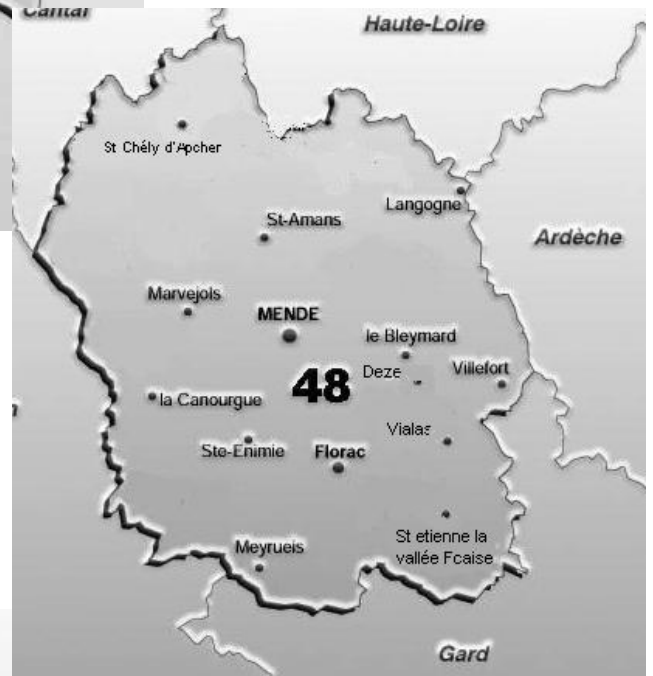 Cantal
Haute-Loire
St Chély d'Apcher
Langogne
St-Amans
Ardèche
Marvejols
MENDE
le Bleymard
Deze
Villefort
48
la Canourgue
Vialas
Ste-Enimie
Florac
St etienne la
vallée Fcaise
Meyrueis
Gard